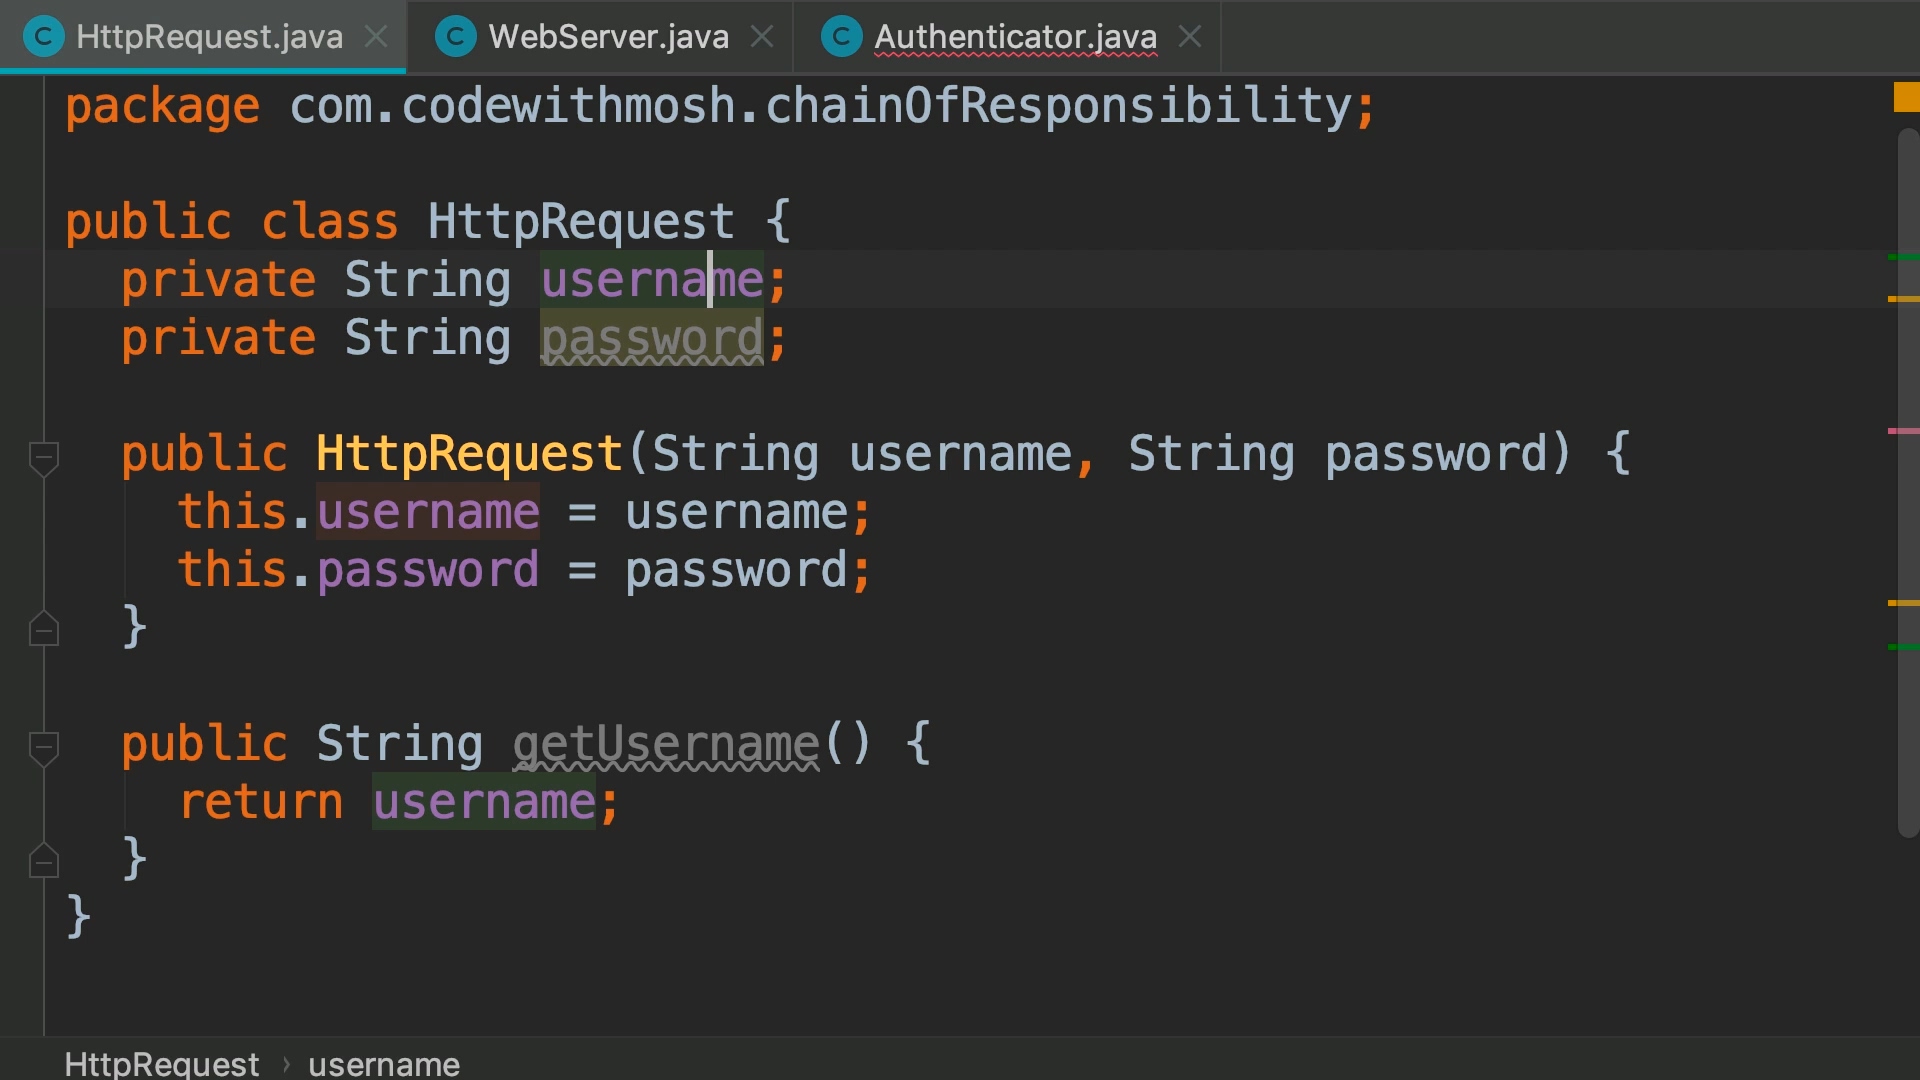 HttpRequest.java WebServer.java Authenticator.java
package com.codewithmosh.chainOfResponsibility;
public class HttpRequest {
private String username;
private String password;
public HttpRequest(String username, String password) {
this.username = username;
this.password = password;
}
public String getUsername() {
return username;
}
}
HttpRequest › username